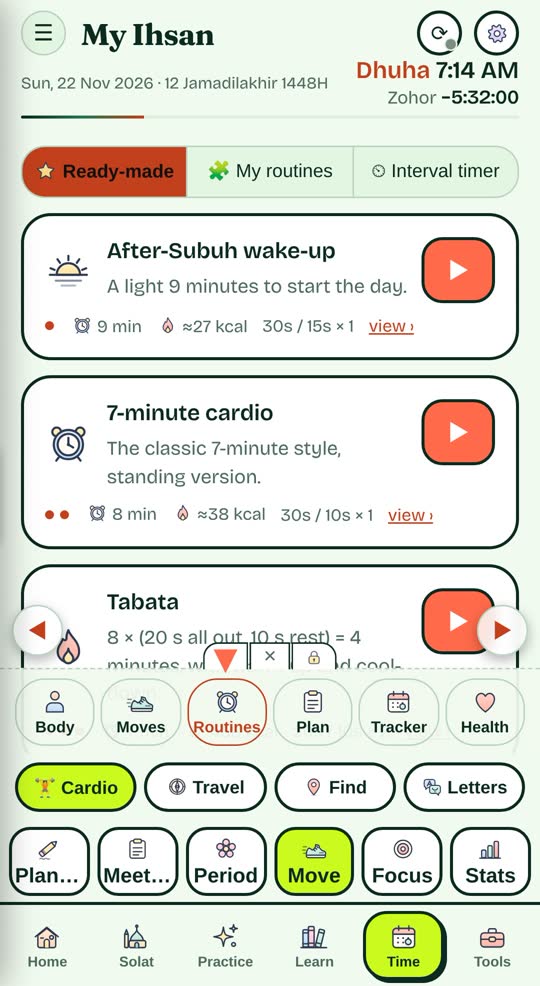 My Ihsan
Sun, 22 Nov 2026 · 12 Jamadilakhir 1448H
Dhuha 7:14 AM
Zohor −5:32:00
Ready-made
My routines
Interval timer
After-Subuh wake-up
A light 9 minutes to start the day.
9 min ≈27 kcal 30s / 15s × 1 view ›
7-minute cardio
The classic 7-minute style,
standing version.
8 min ≈38 kcal 30s / 10s × 1 view ›
Tabata
8 × (20 s all out, 10 s rest) = 4
minutes
Body
Moves
Routines
Plan
Tracker
Health
Cardio
Travel
Find
Letters
Plan…
Meet…
Period
Move
Focus
Stats
Home
Solat
Practice
Learn
Time
Tools